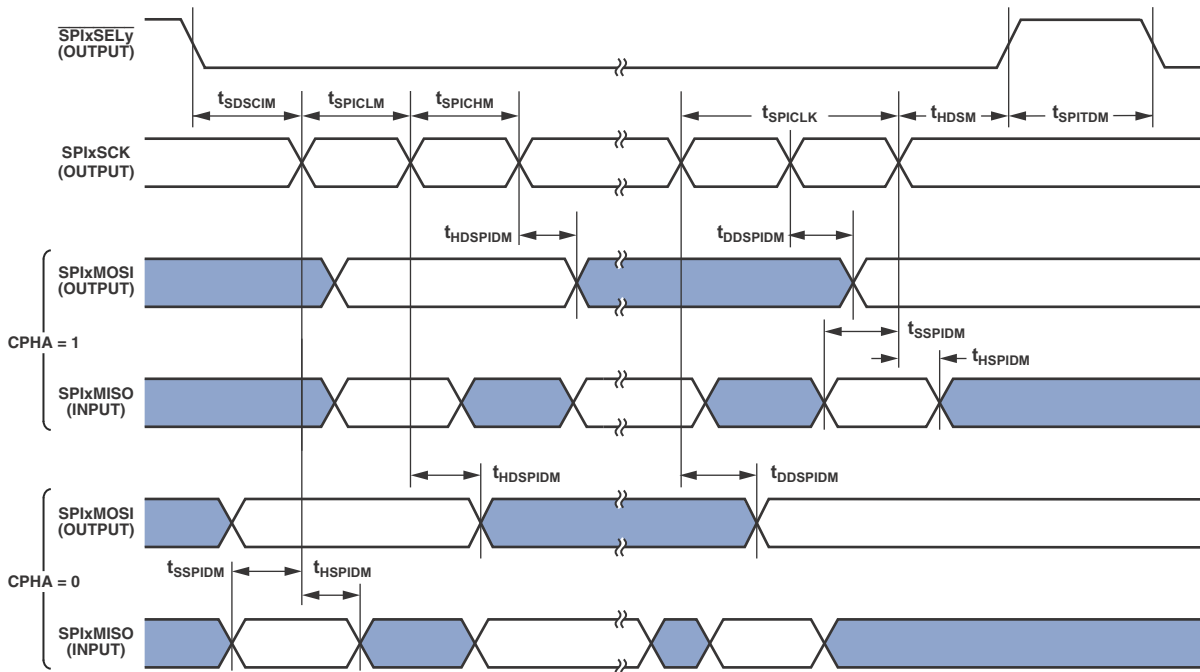 SPIxSELy
(OUTPUT)
tSDSCIM
tSPICLM
tSPICHM
tSPICLK
tHDSM
tSPITDM
SPIxSCK
(OUTPUT)
tHDSPIDM
tDDSPIDM
CPHA = 1
SPIxMOSI
(OUTPUT)
tSSPIDM
tHSPIDM
SPIxMISO
(INPUT)
tHDSPIDM
tDDSPIDM
CPHA = 0
SPIxMOSI
(OUTPUT)
tSSPIDM
tHSPIDM
SPIxMISO
(INPUT)